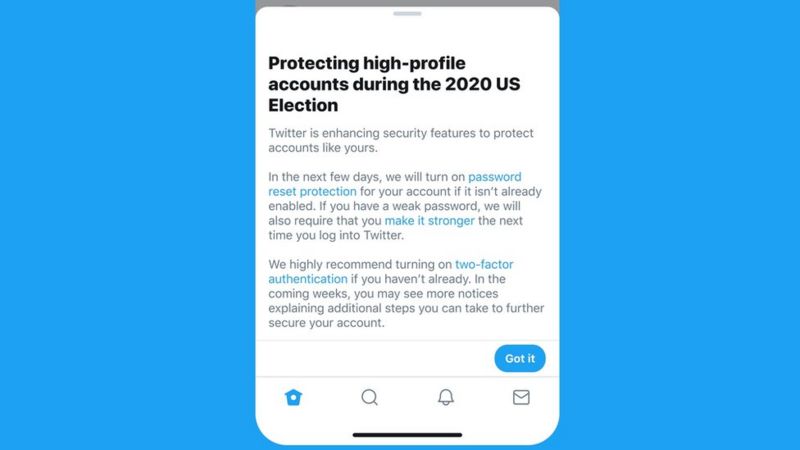 Protecting high-profile
accounts during the 2020 US
Election
Twitter is enhancing security features to protect
accounts like yours.
In the next few days, we will turn on password
reset protection for your account if it isn’t already
enabled. If you have a weak password, we will
also require that you make it stronger the next
time you log into Twitter.
We highly recommend turning on two-factor
authentication if you haven’t already. In the
coming weeks, you may see more notices
explaining additional steps you can take to further
secure your account.
Got it